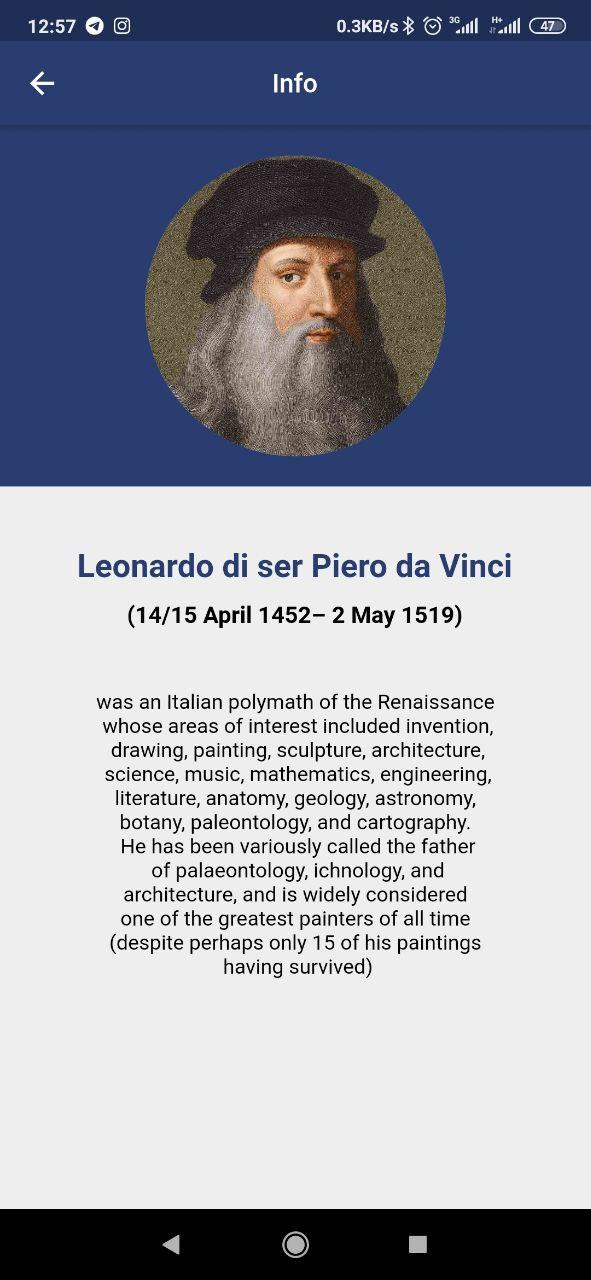 12:57 0.3KB/s 3G H+ 47
Info
Leonardo di ser Piero da Vinci
(14/15 April 1452– 2 May 1519)
was an Italian polymath of the Renaissance
whose areas of interest included invention,
drawing, painting, sculpture, architecture,
science, music, mathematics, engineering,
literature, anatomy, geology, astronomy,
botany, paleontology, and cartography.
He has been variously called the father
of palaeontology, ichnology, and
architecture, and is widely considered
one of the greatest painters of all time
(despite perhaps only 15 of his paintings
having survived)